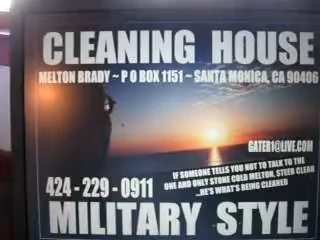 CLEANING HOUSE
MELTON BRADY ~ P O BOX 1151 ~ SANTA MONICA, CA 90406
GATER1@LIVE.COM
IF SOMEONE TELLS YOU NOT TO TALK TO THE
ONE AND ONLY STONE COLD MELTON, STEER CLEAR
...HE'S WHAT'S BEING CLEANED
424 - 229 - 0911
MILITARY STYLE